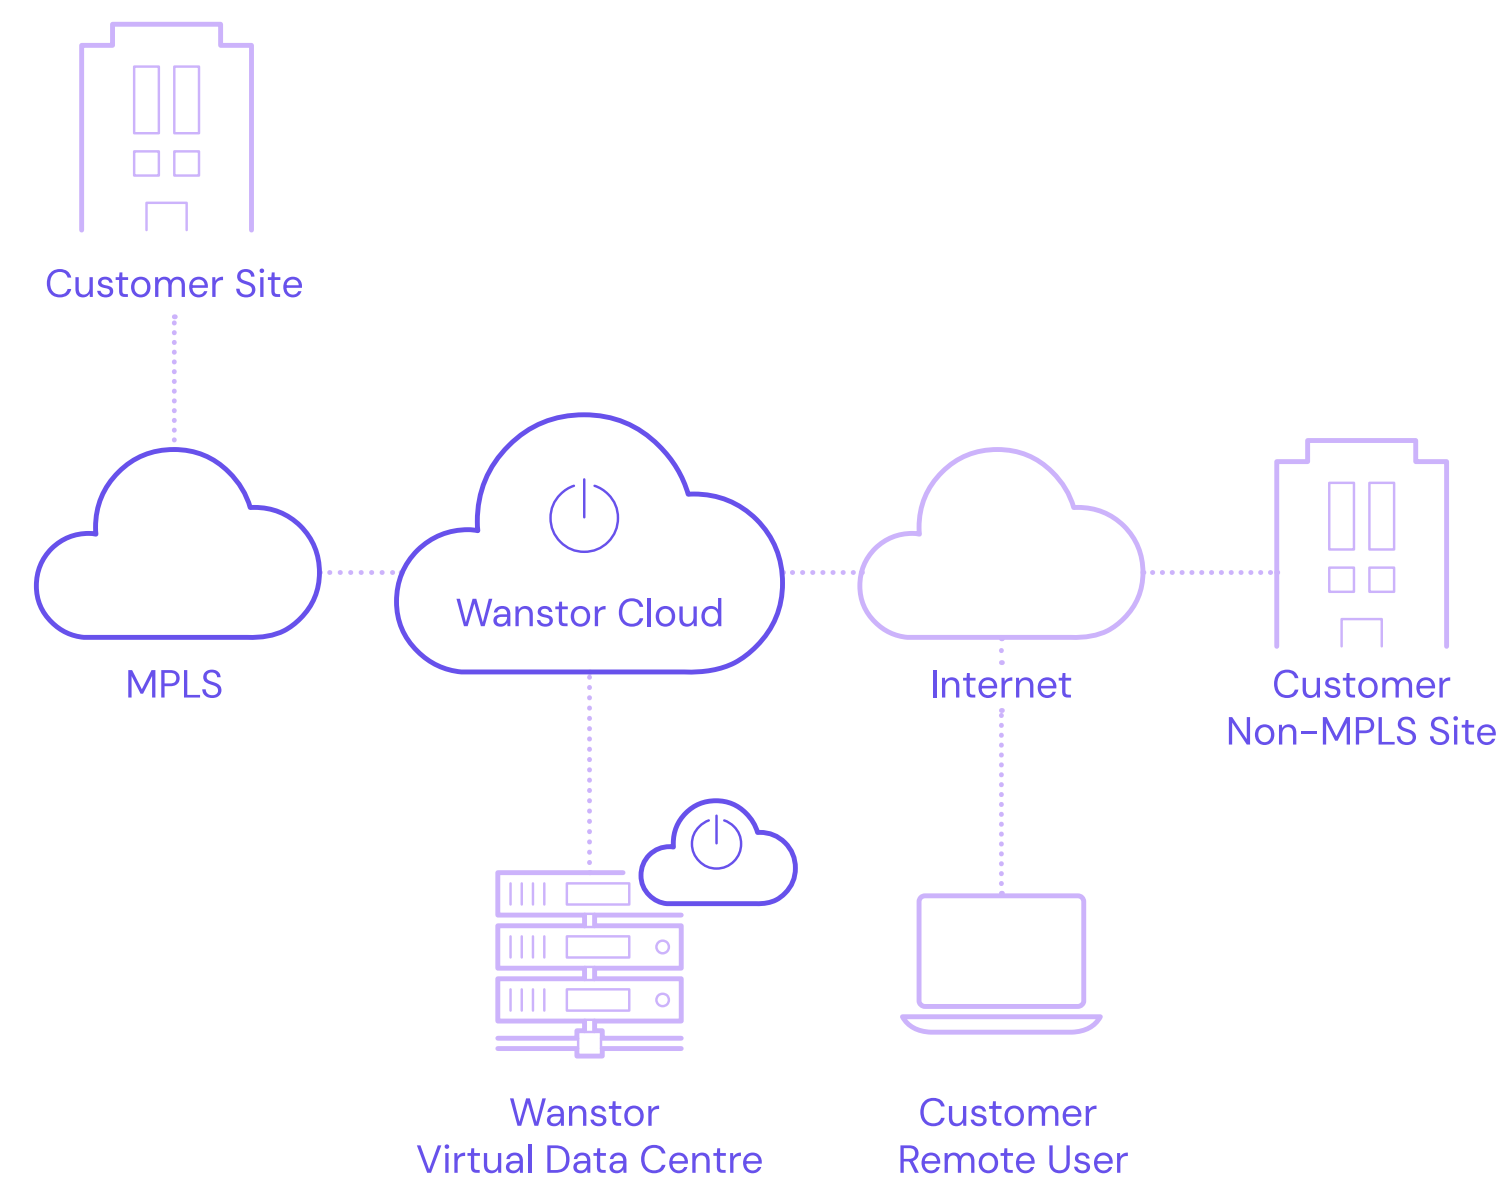 Customer Site
Wanstor Cloud
MPLS
Internet
Customer
Non-MPLS Site
Wanstor
Virtual Data Centre
Customer
Remote User